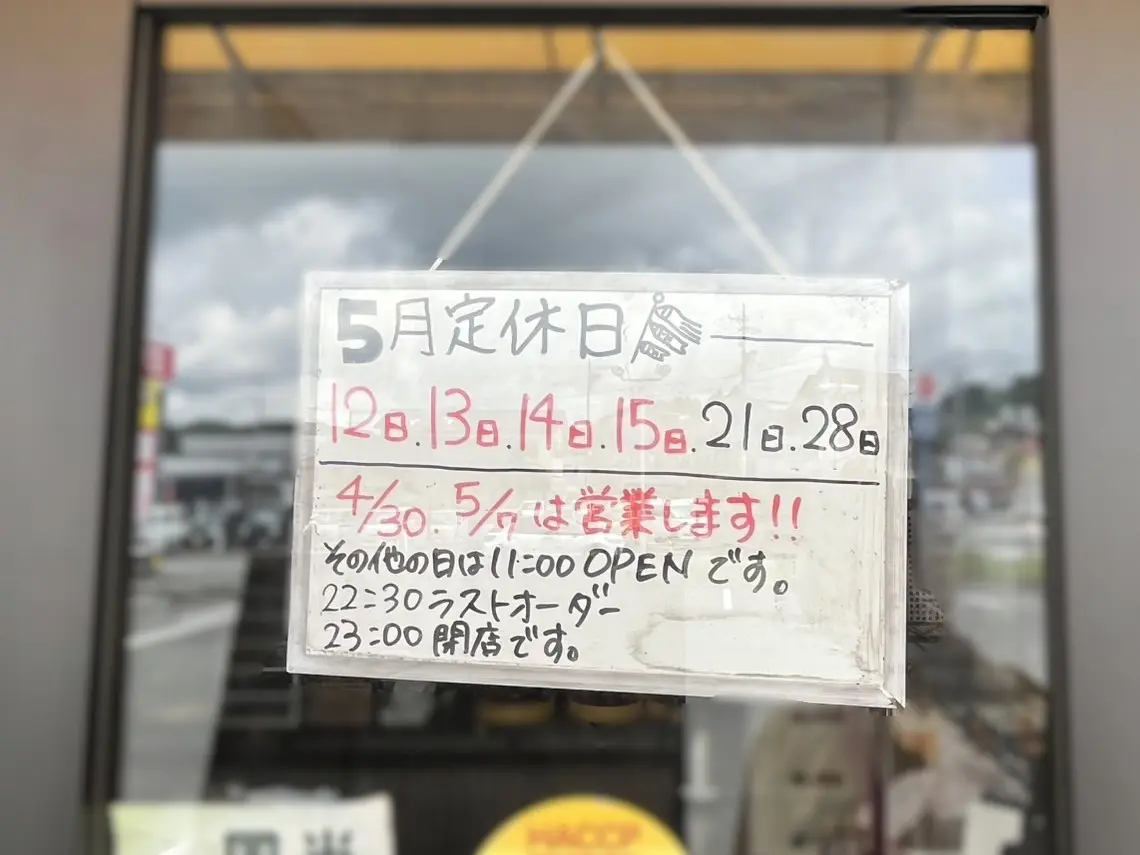 5月定休日
12日.13日.14日.15日.21日.28日
4/30. 5/7は営業します!!
その他の日は11:00 OPENです。
22:30ラストオーダー
23:00閉店です。
HACCP